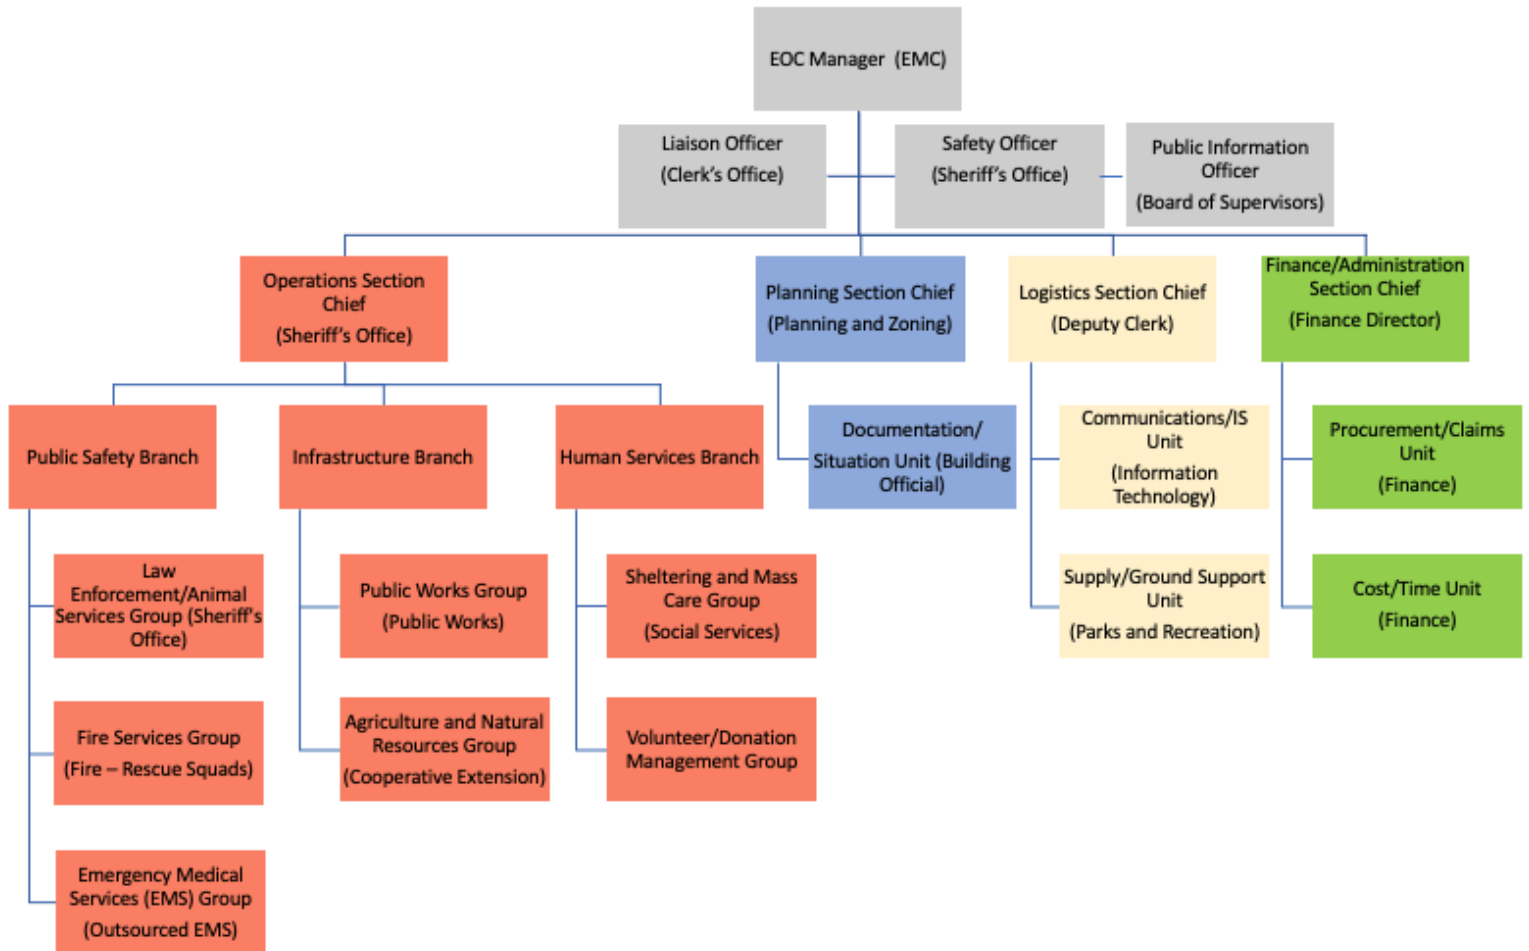 EOC Manager (EMC)
Liaison Officer
(Clerk's Office)
Safety Officer
(Sheriff's Office)
Public Information
Officer
(Board of Supervisors)
Operations Section
Chief
(Sheriff's Office)
Planning Section Chief
(Planning and Zoning)
Logistics Section Chief
(Deputy Clerk)
Finance/Administration
Section Chief
(Finance Director)
Public Safety Branch
Infrastructure Branch
Human Services Branch
Documentation/
Situation Unit (Building
Official)
Communications/IS
Unit
(Information
Technology)
Procurement/Claims
Unit
(Finance)
Law
Enforcement/Animal
Services Group (Sheriff's
Office)
Public Works Group
(Public Works)
Sheltering and Mass
Care Group
(Social Services)
Supply/Ground Support
Unit
(Parks and Recreation)
Cost/Time Unit
(Finance)
Fire Services Group
(Fire – Rescue Squads)
Agriculture and Natural
Resources Group
(Cooperative Extension)
Volunteer/Donation
Management Group
Emergency Medical
Services (EMS) Group
(Outsourced EMS)